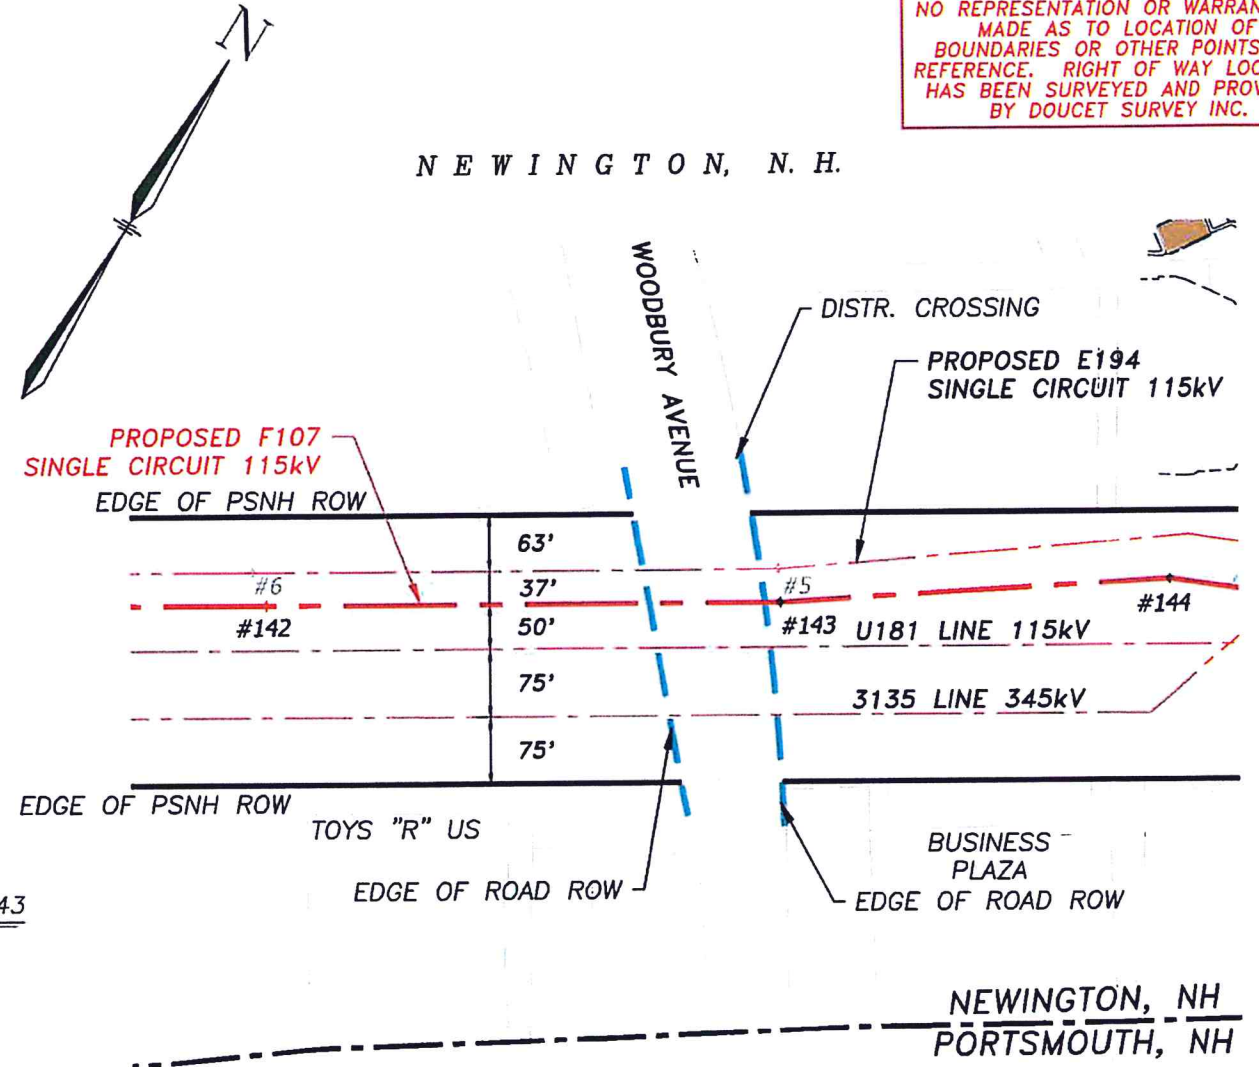 NO REPRESENTATION OR WARRAN
MADE AS TO LOCATION OF
BOUNDARIES OR OTHER POINTS
REFERENCE. RIGHT OF WAY LOC
HAS BEEN SURVEYED AND PROV
BY DOUCET SURVEY INC.
N
NEWINGTON, N.H.
WOODBURY AVENUE
DISTR. CROSSING
PROPOSED E194
SINGLE CIRCUIT 115kV
PROPOSED F107
SINGLE CIRCUIT 115kV
EDGE OF PSNH ROW
63'
#6
37'
#5
#142
50'
#143
U181 LINE 115kV
#144
75'
3135 LINE 345kV
75'
EDGE OF PSNH ROW
TOYS "R" US
BUSINESS
PLAZA
EDGE OF ROAD ROW
EDGE OF ROAD ROW
43
NEWINGTON, NH
PORTSMOUTH, NH